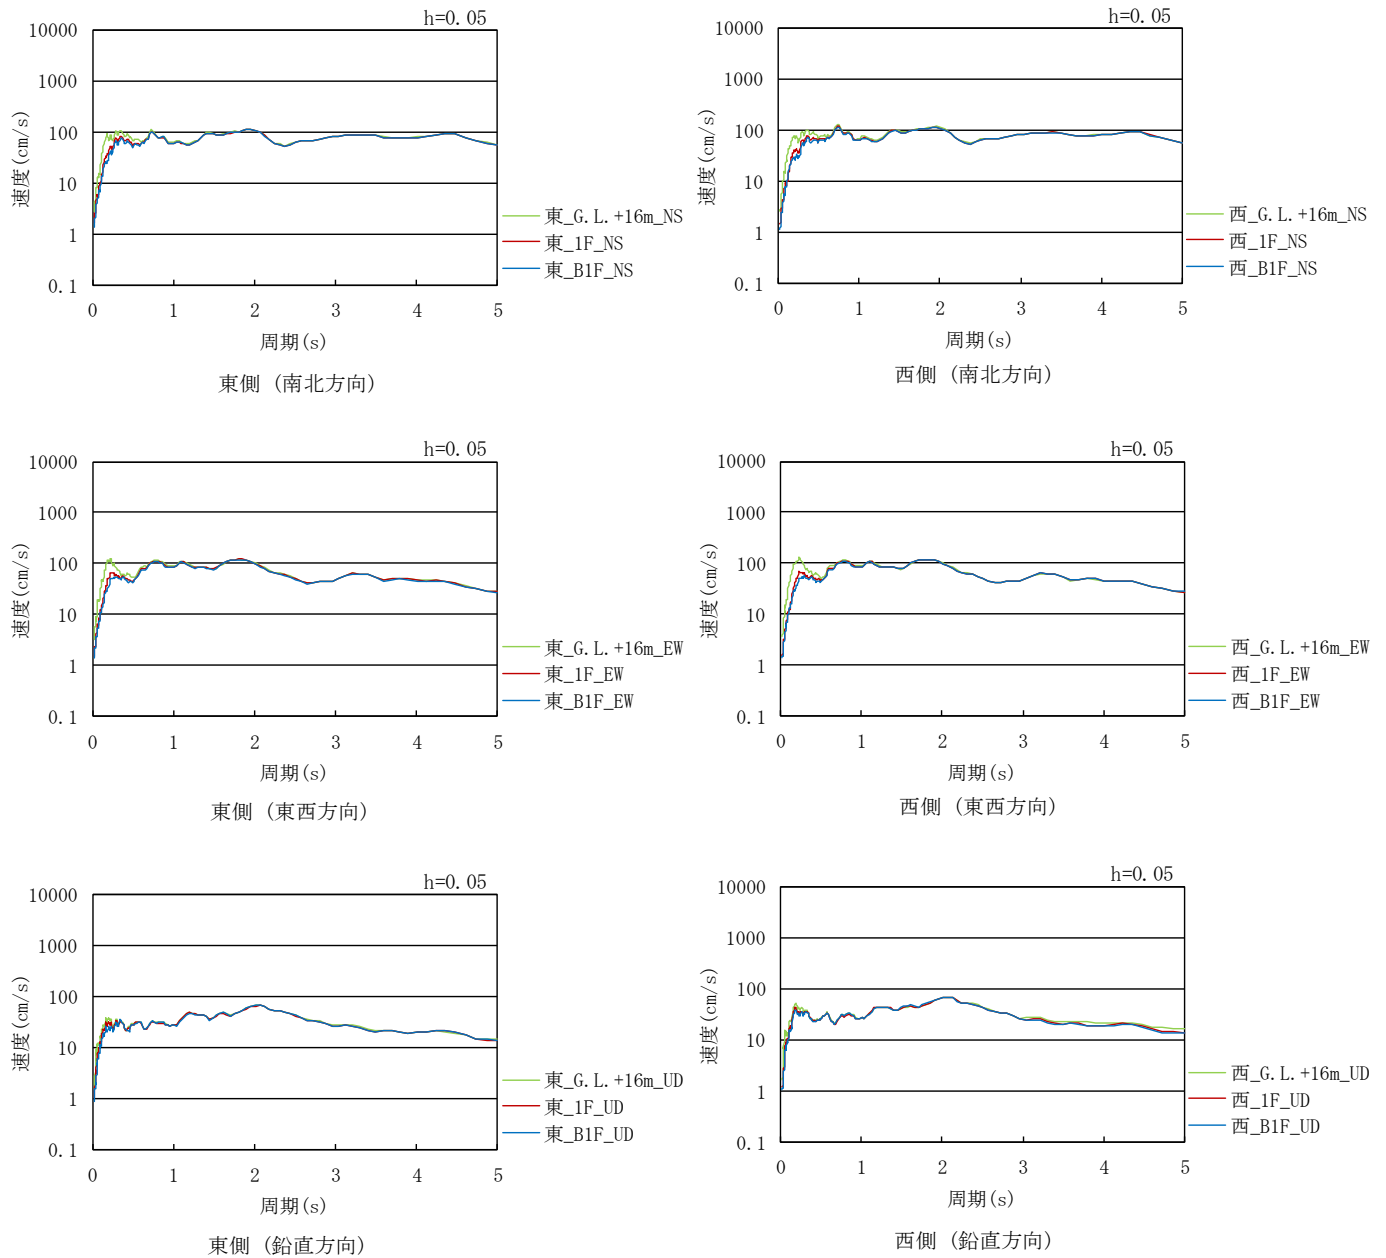 h=0.05
10000
1000
100
10
1
0.1
速度(cm/s)
0 1 2 3 4 5
周期(s)
東_G.L.+16m_NS
東_1F_NS
東_B1F_NS
東側 (南北方向)
h=0.05
10000
1000
100
10
1
0.1
速度(cm/s)
0 1 2 3 4 5
周期(s)
西_G.L.+16m_NS
西_1F_NS
西_B1F_NS
西側 (南北方向)
h=0.05
10000
1000
100
10
1
0.1
速度(cm/s)
0 1 2 3 4 5
周期(s)
東_G.L.+16m_EW
東_1F_EW
東_B1F_EW
東側 (東西方向)
h=0.05
10000
1000
100
10
1
0.1
速度(cm/s)
0 1 2 3 4 5
周期(s)
西_G.L.+16m_EW
西_1F_EW
西_B1F_EW
西側 (東西方向)
h=0.05
10000
1000
100
10
1
0.1
速度(cm/s)
0 1 2 3 4 5
周期(s)
東_G.L.+16m_UD
東_1F_UD
東_B1F_UD
東側 (鉛直方向)
h=0.05
10000
1000
100
10
1
0.1
速度(cm/s)
0 1 2 3 4 5
周期(s)
西_G.L.+16m_UD
西_1F_UD
西_B1F_UD
西側 (鉛直方向)